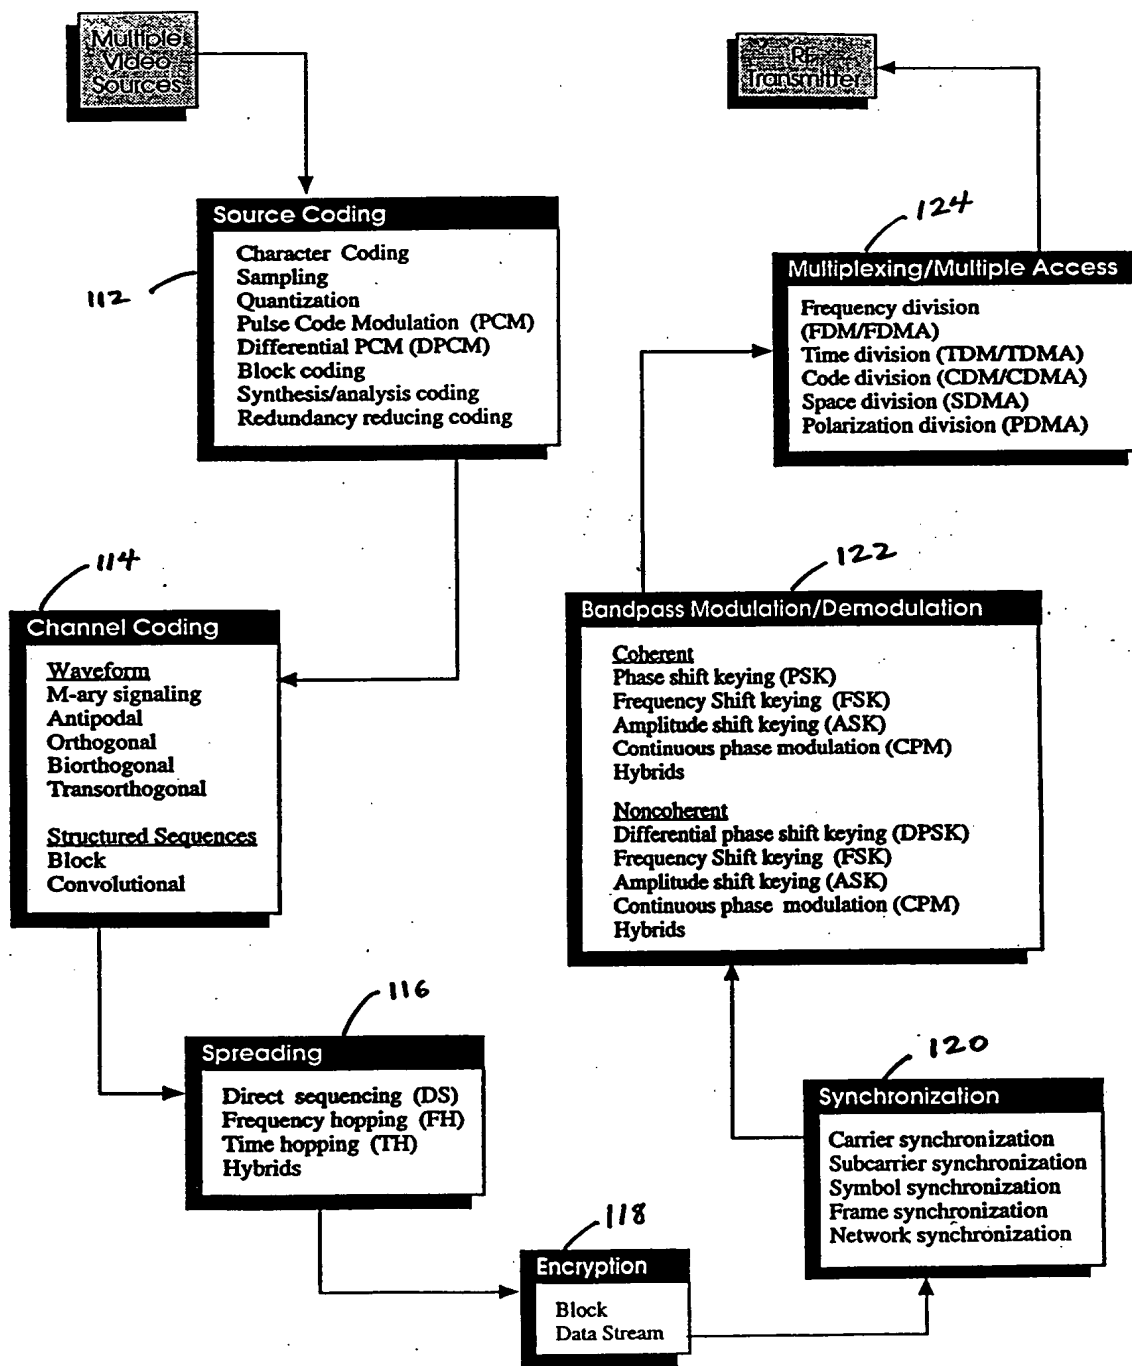 Multiple
Video
Sources
RF
Transmitter
Source Coding
Character Coding
Sampling
Quantization
Pulse Code Modulation (PCM)
Differential PCM (DPCM)
Block coding
Synthesis/analysis coding
Redundancy reducing coding
112
124
Multiplexing/Multiple Access
Frequency division
(FDM/FDMA)
Time division (TDM/TDMA)
Code division (CDM/CDMA)
Space division (SDMA)
Polarization division (PDMA)
114
Channel Coding
Waveform
M-ary signaling
Antipodal
Orthogonal
Biorthogonal
Transorthogonal
Structured Sequences
Block
Convolutional
122
Bandpass Modulation/Demodulation
Coherent
Phase shift keying (PSK)
Frequency Shift keying (FSK)
Amplitude shift keying (ASK)
Continuous phase modulation (CPM)
Hybrids
Noncoherent
Differential phase shift keying (DPSK)
Frequency Shift keying (FSK)
Amplitude shift keying (ASK)
Continuous phase modulation (CPM)
Hybrids
116
Spreading
Direct sequencing (DS)
Frequency hopping (FH)
Time hopping (TH)
Hybrids
120
Synchronization
Carrier synchronization
Subcarrier synchronization
Symbol synchronization
Frame synchronization
Network synchronization
118
Encryption
Block
Data Stream